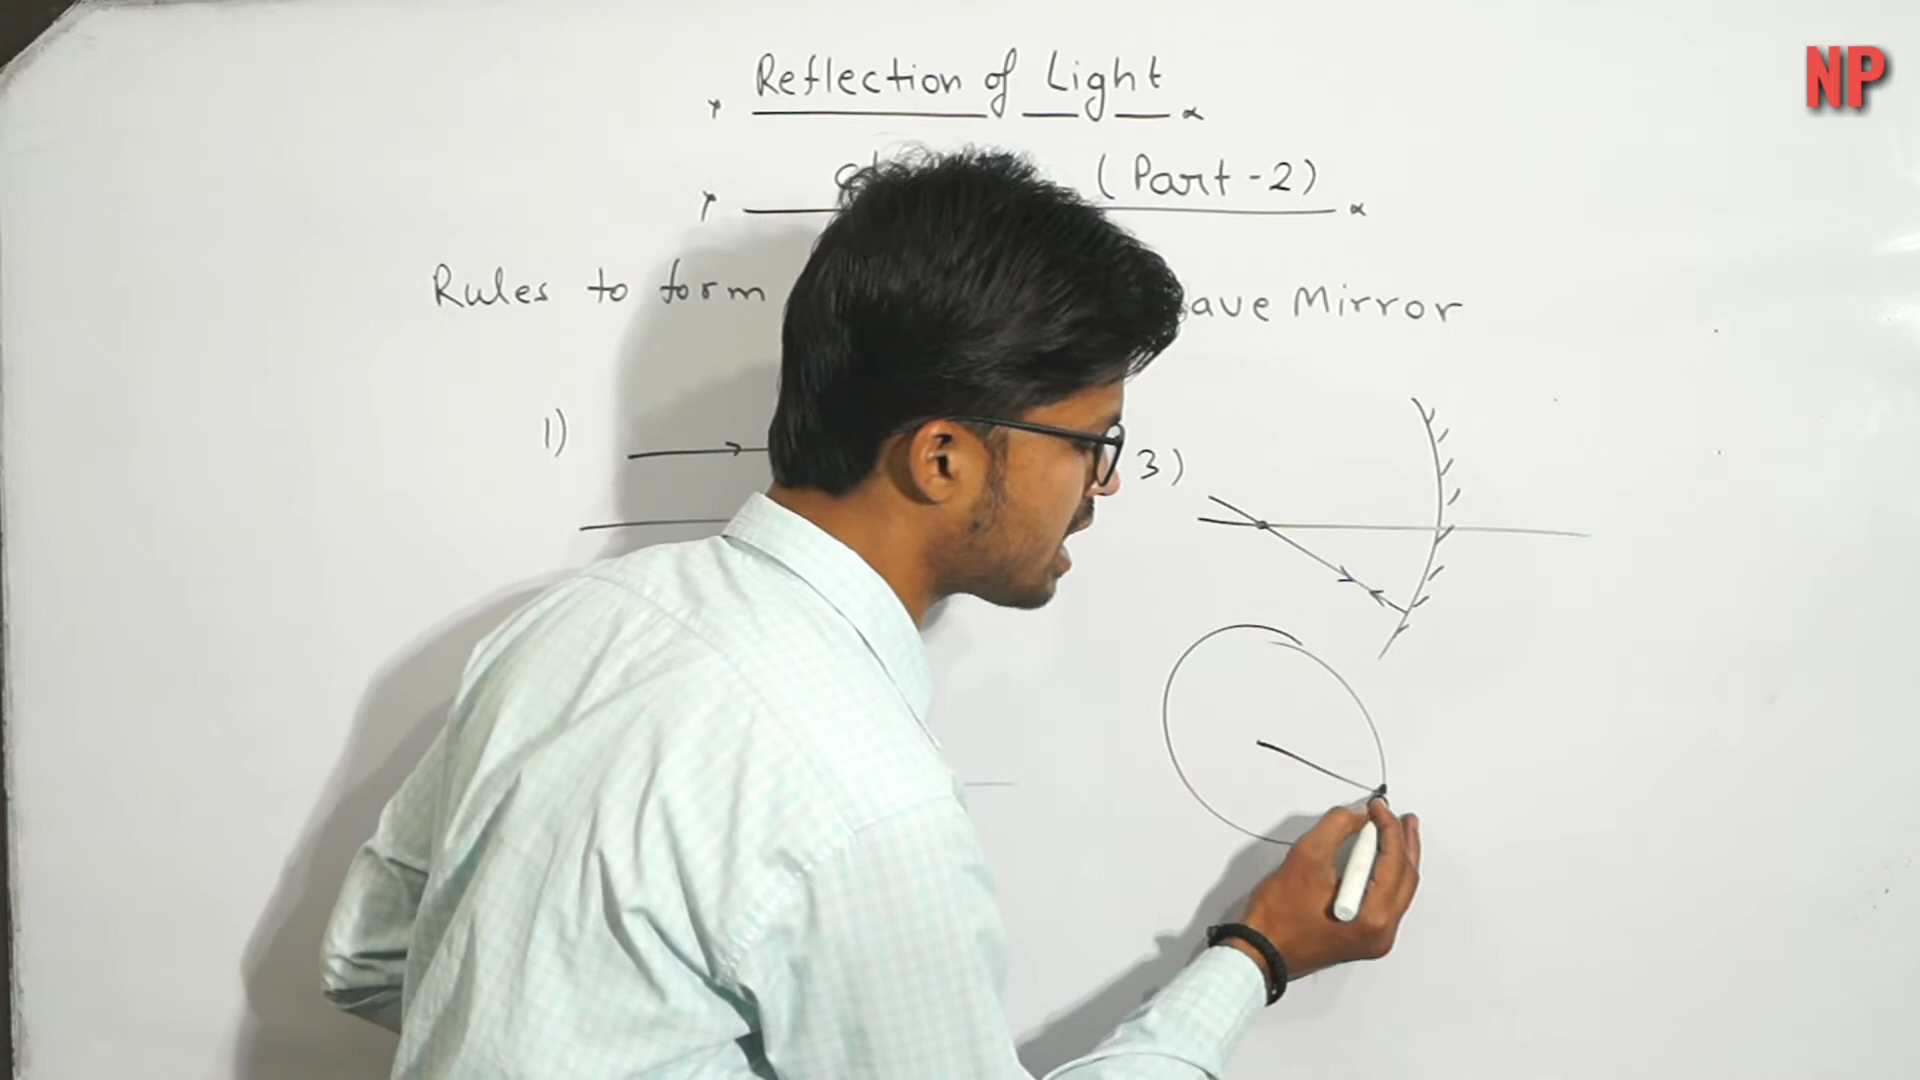 NP
Reflection of Light
(Part-2)
Rules to form ave Mirror
1)
3)